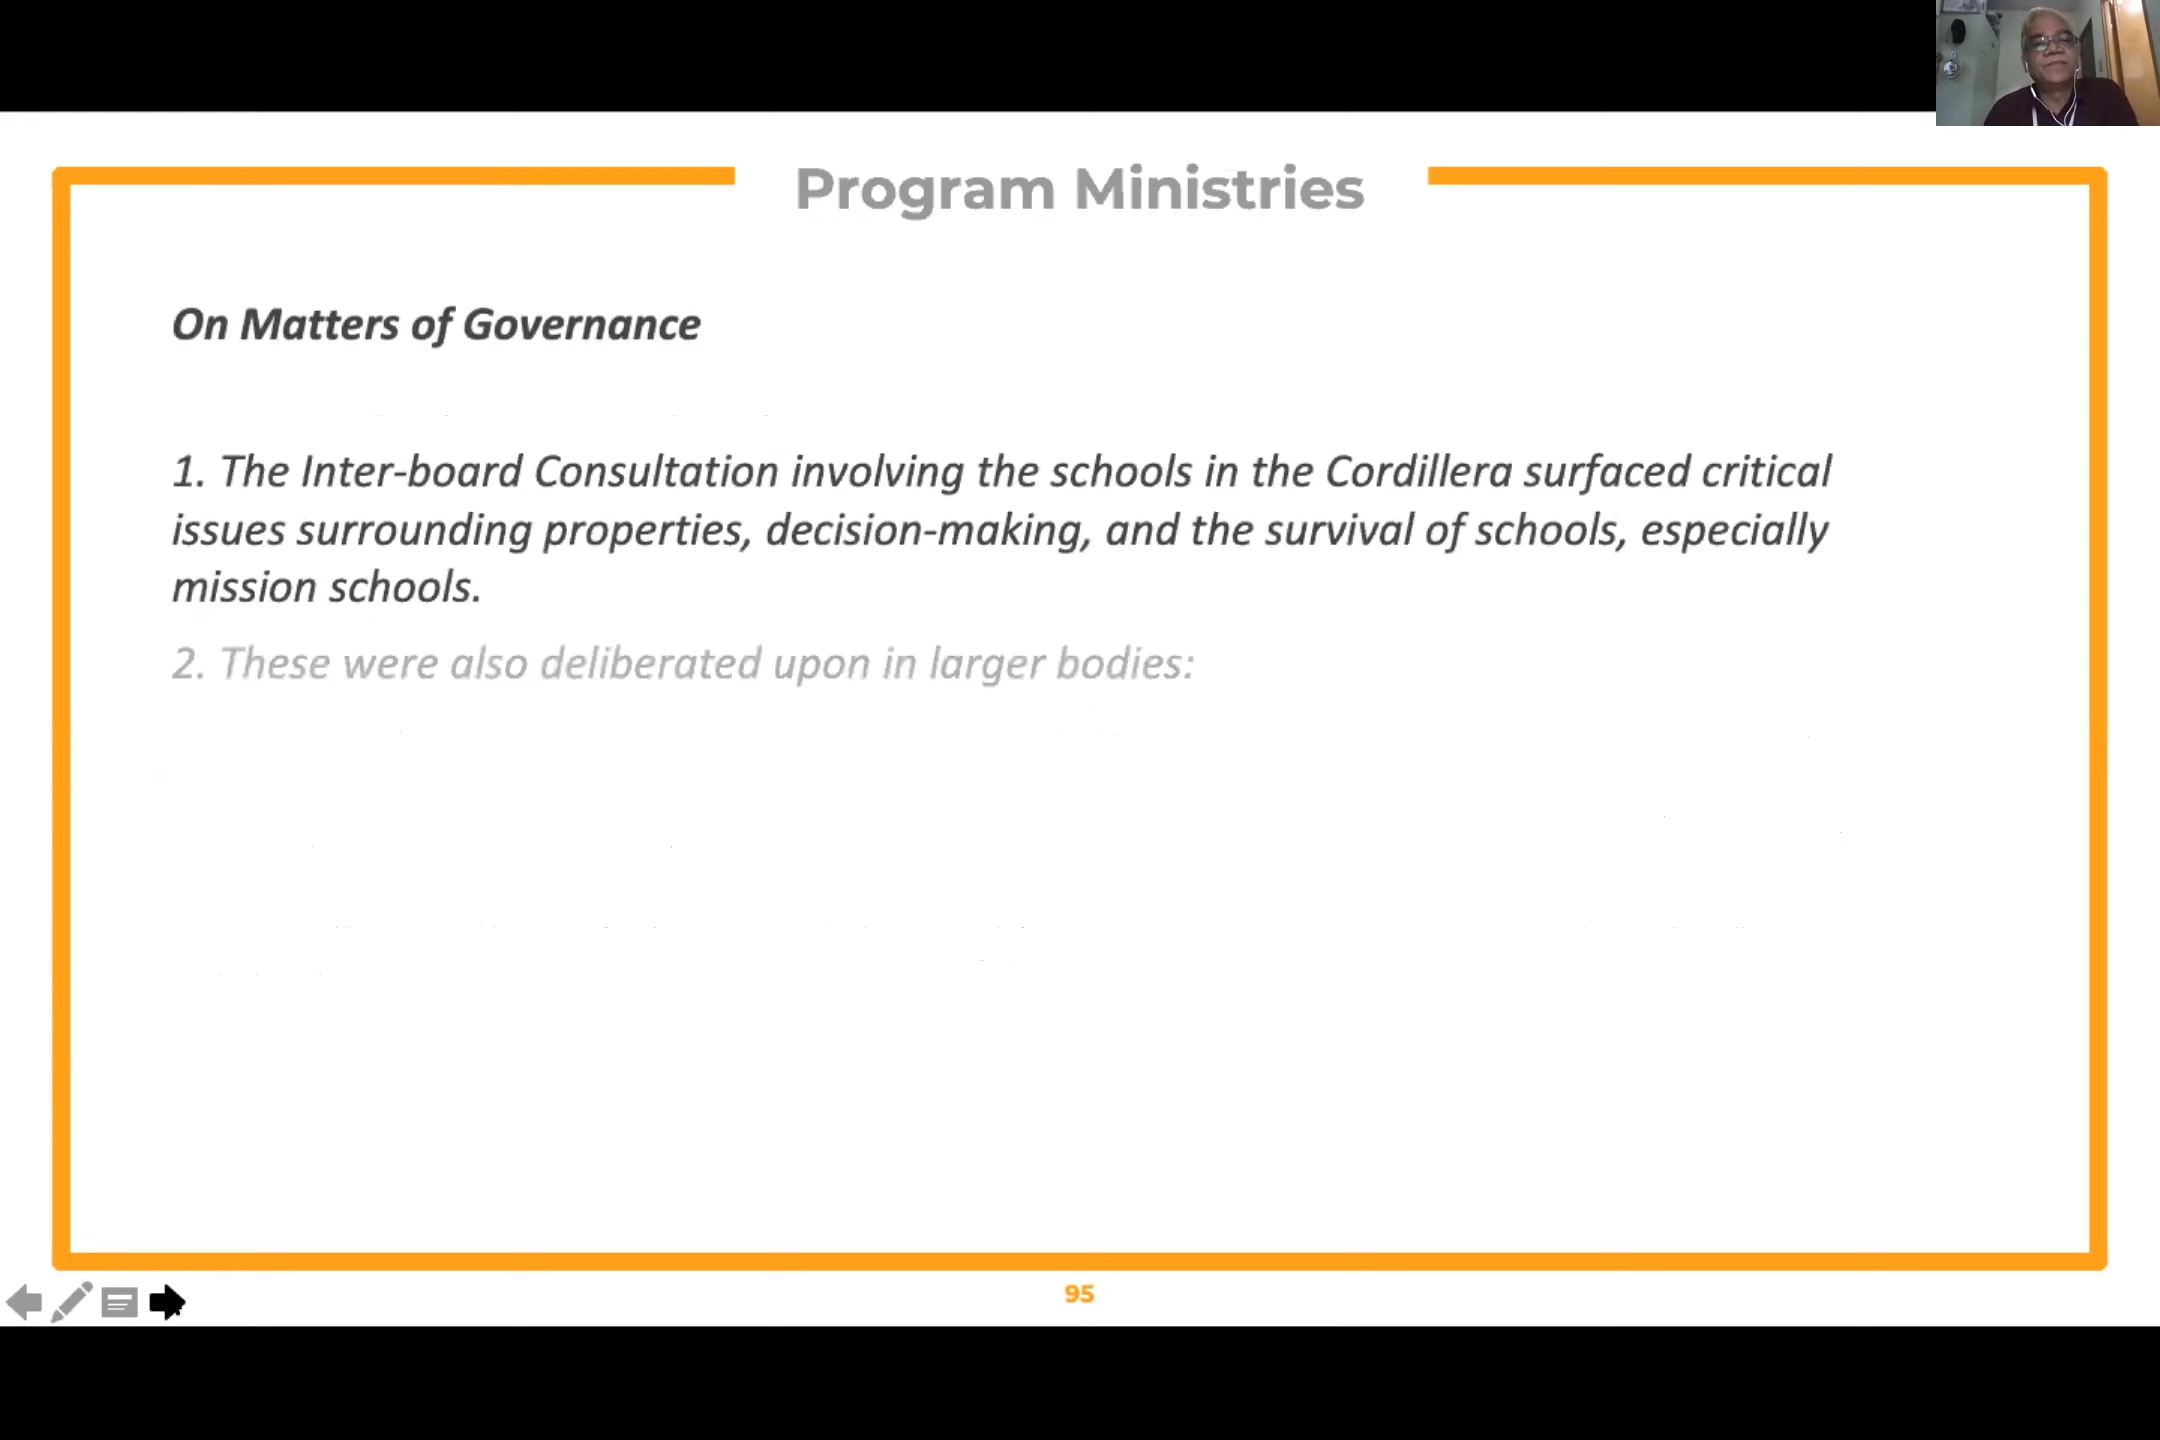 Program Ministries
On Matters of Governance
1. The Inter-board Consultation involving the schools in the Cordillera surfaced critical
issues surrounding properties, decision-making, and the survival of schools, especially
mission schools.
2. These were also deliberated upon in larger bodies:
95